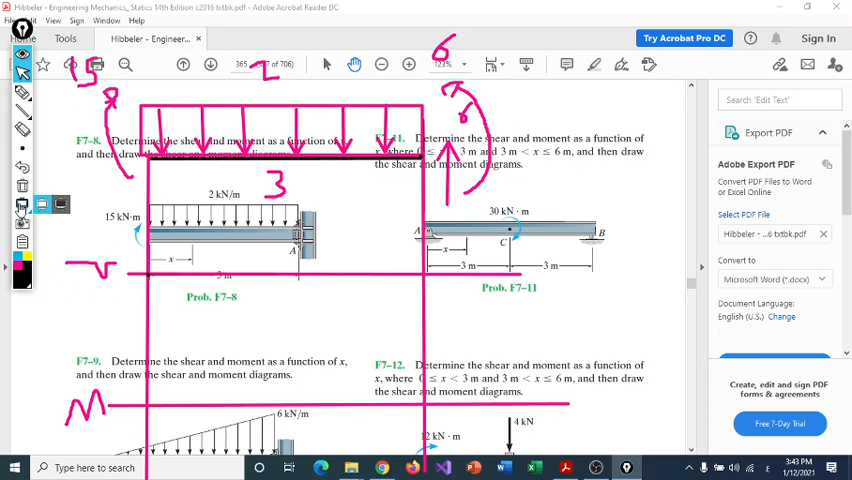 Hibbeler - Engineering Mechanics_ Statics 14th Edition c2016 txtbk.pdf - Adobe Acrobat Reader DC
View Sign Window Help
Home Tools Hibbeler - Engineer... × Try Acrobat Pro DC Sign In
365 of 706) 123%
15 2 6
8 6
3
V
M
F7–8. Determine the shear and moment as a function of x,
and then draw the shear and moment diagrams.
2 kN/m
15 kN·m
A
x
3 m
Prob. F7–8
F7–11. Determine the shear and moment as a function of
x, where 0 ≤ x < 3 m and 3 m < x ≤ 6 m, and then draw
the shear and moment diagrams.
30 kN · m
A B
C
x
3 m 3 m
Prob. F7–11
F7–9. Determine the shear and moment as a function of x,
and then draw the shear and moment diagrams.
6 kN/m
F7–12. Determine the shear and moment as a function of
x, where 0 ≤ x < 3 m and 3 m < x ≤ 6 m, and then draw
the shear and moment diagrams.
4 kN
12 kN · m
Search 'Edit Text'
Export PDF
Adobe Export PDF
Convert PDF Files to Word
or Excel Online
Select PDF File
Hibbeler -...6 txtbk.pdf ×
Convert to
Microsoft Word (*.docx)
Document Language:
English (U.S.) Change
Create, edit and sign PDF
forms & agreements
Free 7-Day Trial
Type here to search
3:43 PM
1/12/2021